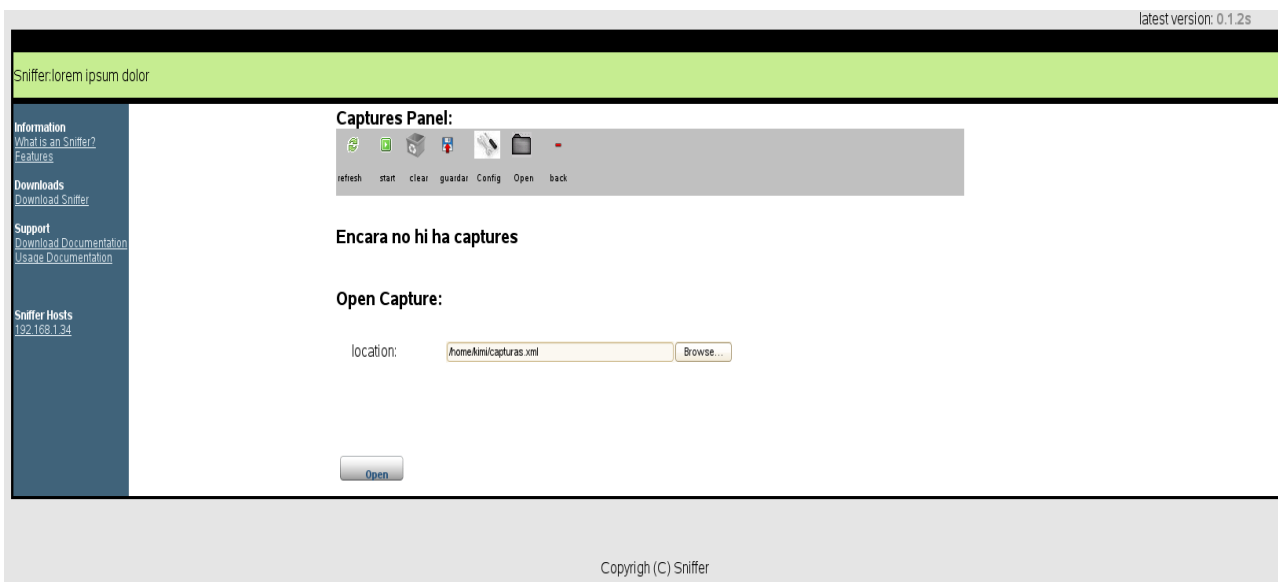 latest version: 0.1.2s
Sniffer:lorem ipsum dolor
Information
What is an Sniffer?
Features
Downloads
Download Sniffer
Support
Download Documentation
Usage Documentation
Sniffer Hosts
192.168.1.34
Captures Panel:
refresh start clear guardar Config Open back
Encara no hi ha captures
Open Capture:
location: /home/kimi/capturas.xml Browse...
Open
Copyrigh (C) Sniffer